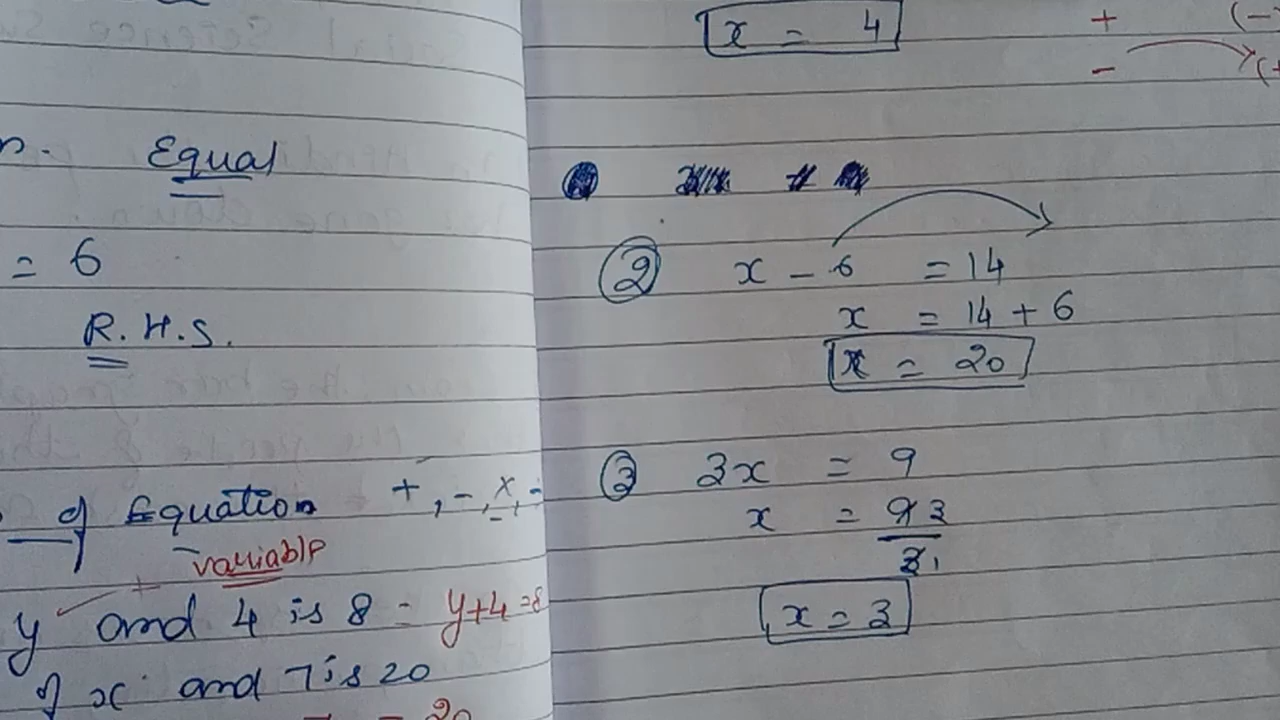 Equal
= 6
R.H.S.
of Equation +, -, x, ÷
variable
y and 4 is 8 = y+4=8
of x and 7 is 20
= 20
x = 4
+ (-
- (+
② x - 6 = 14
x = 14 + 6
x = 20
③ 3x = 9
x = 9 3
3 1
x = 3